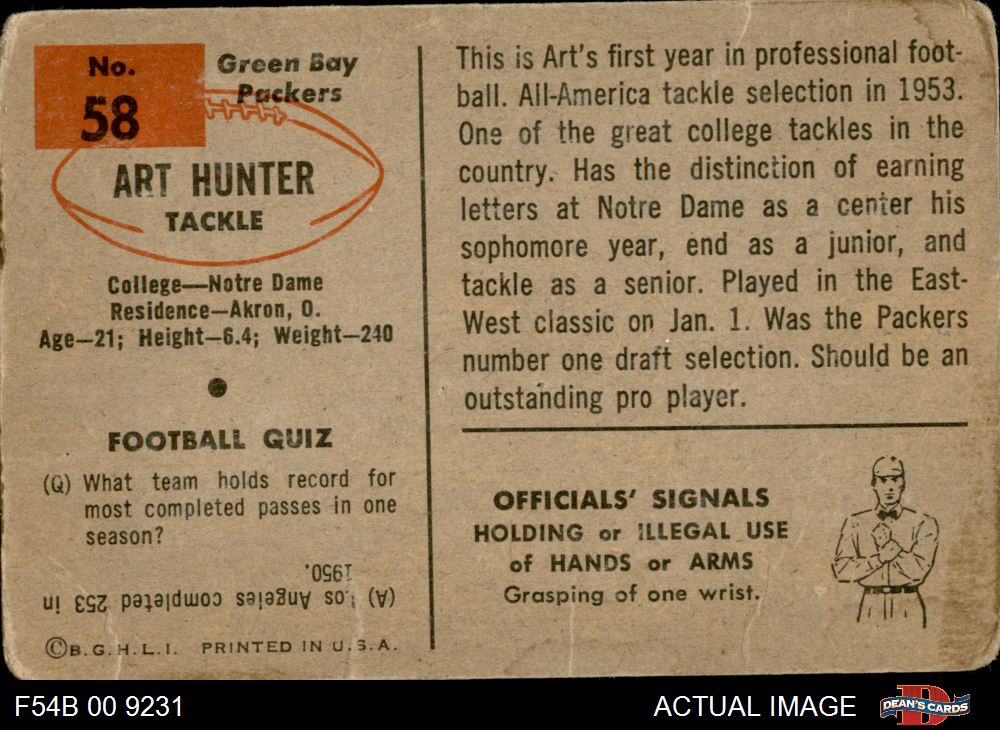 No.
58
Green Bay
Packers
ART HUNTER
TACKLE
College—Notre Dame
Residence—Akron, O.
Age—21; Height—6.4; Weight—240
FOOTBALL QUIZ
(Q) What team holds record for
most completed passes in one
season?
(A) Los Angeles completed 253 in
1950.
©B.G.H.L.I. PRINTED IN U.S.A.
This is Art's first year in professional foot-
ball. All-America tackle selection in 1953.
One of the great college tackles in the
country. Has the distinction of earning
letters at Notre Dame as a center his
sophomore year, end as a junior, and
tackle as a senior. Played in the East-
West classic on Jan. 1. Was the Packers
number one draft selection. Should be an
outstanding pro player.
OFFICIALS' SIGNALS
HOLDING or ILLEGAL USE
of HANDS or ARMS
Grasping of one wrist.
F54B 00 9231
ACTUAL IMAGE
D
DEAN'S CARDS